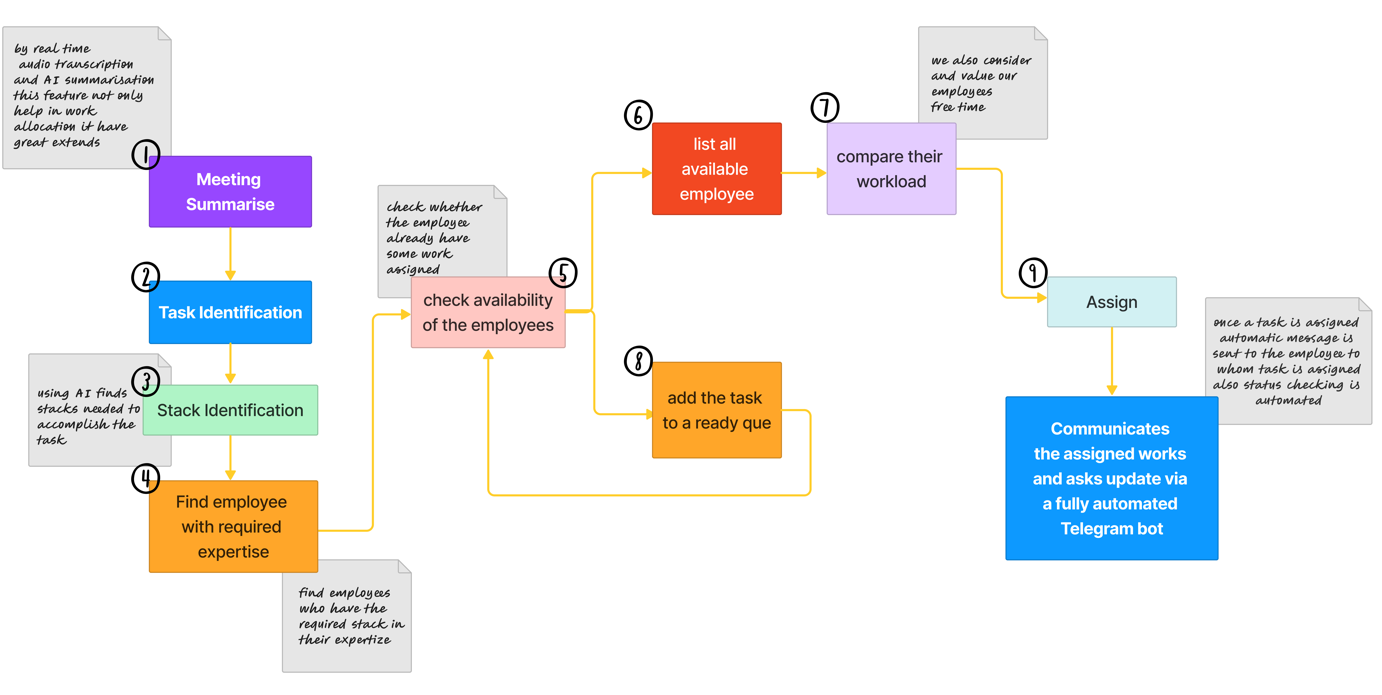 by real time
audio transcription
and AI summarisation
this feature not only
help in work
allocation it have
great extends
1
Meeting
Summarise
2
Task Identification
using AI finds
stacks needed to
accomplish the
task
3
Stack Identification
4
Find employee
with required
expertise
find employees
who have the
required stack in
their expertize
check whether
the employee
already have
some work
assigned
5
check availability
of the employees
6
list all
available
employee
we also consider
and value our
employees
free time
7
compare their
workload
8
add the task
to a ready que
9
Assign
once a task is assigned
automatic message is
sent to the employee to
whom task is assigned
also status checking is
automated
Communicates
the assigned works
and asks update via
a fully automated
Telegram bot